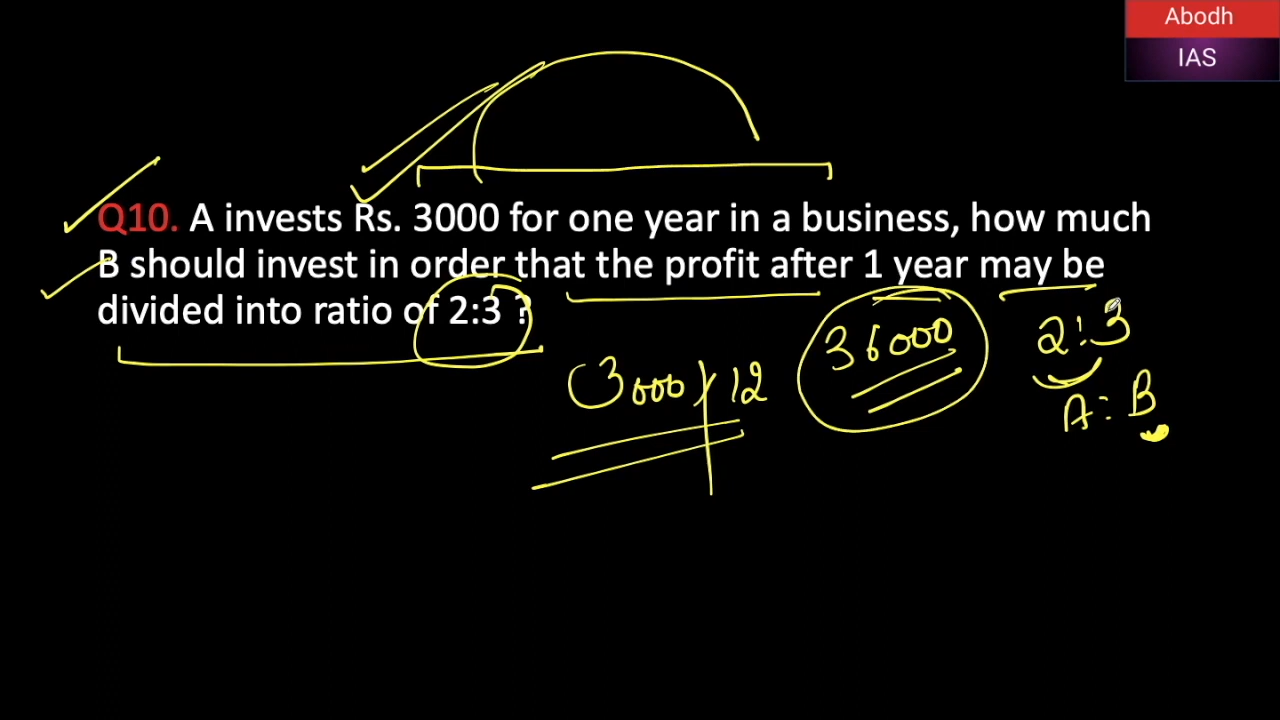 Abodh
IAS
Q10. A invests Rs. 3000 for one year in a business, how much
B should invest in order that the profit after 1 year may be
divided into ratio of 2:3 ?
3000 x 12
36000
2:3
A : B